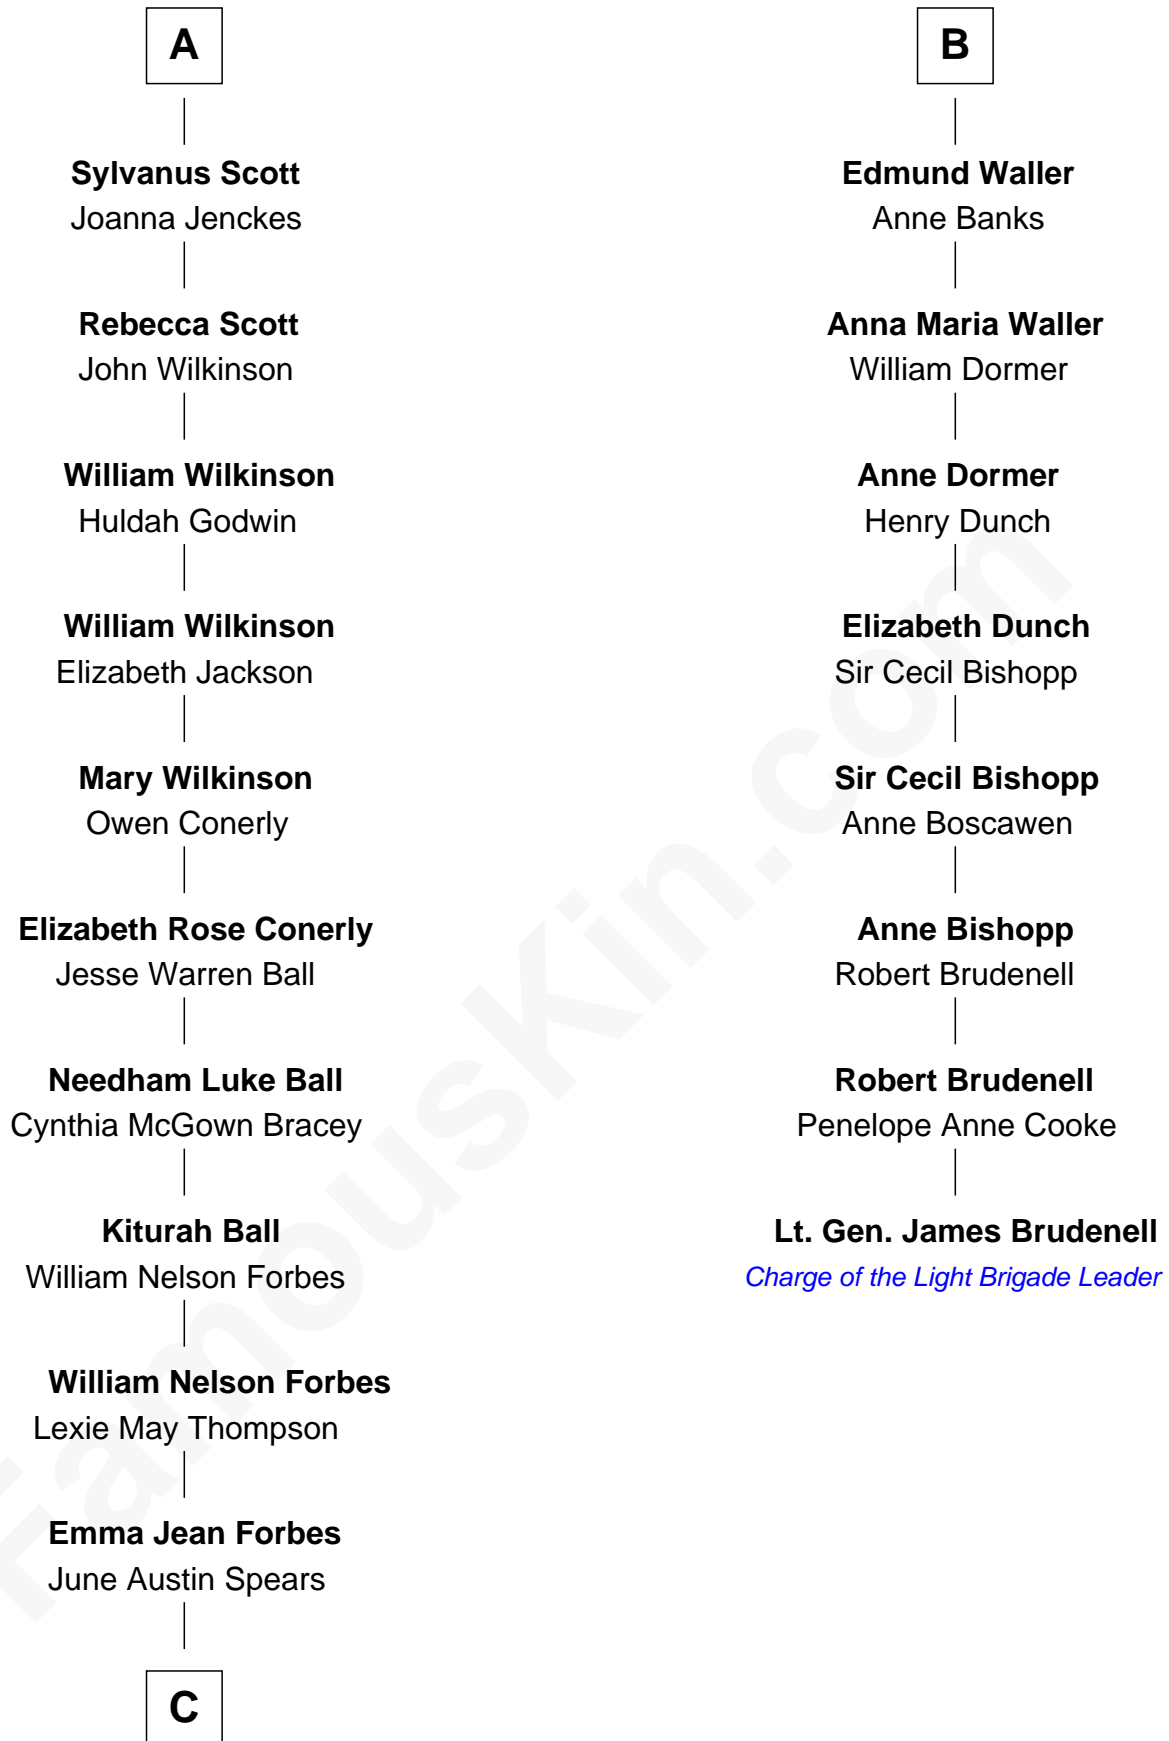 A
Sylvanus Scott
Joanna Jenckes
Rebecca Scott
John Wilkinson
William Wilkinson
Huldah Godwin
William Wilkinson
Elizabeth Jackson
Mary Wilkinson
Owen Conerly
Elizabeth Rose Conerly
Jesse Warren Ball
Needham Luke Ball
Cynthia McGown Bracey
Kiturah Ball
William Nelson Forbes
William Nelson Forbes
Lexie May Thompson
Emma Jean Forbes
June Austin Spears
C
B
Edmund Waller
Anne Banks
Anna Maria Waller
William Dormer
Anne Dormer
Henry Dunch
Elizabeth Dunch
Sir Cecil Bishopp
Sir Cecil Bishopp
Anne Boscawen
Anne Bishopp
Robert Brudenell
Robert Brudenell
Penelope Anne Cooke
Lt. Gen. James Brudenell
Charge of the Light Brigade Leader
FamousKin.com